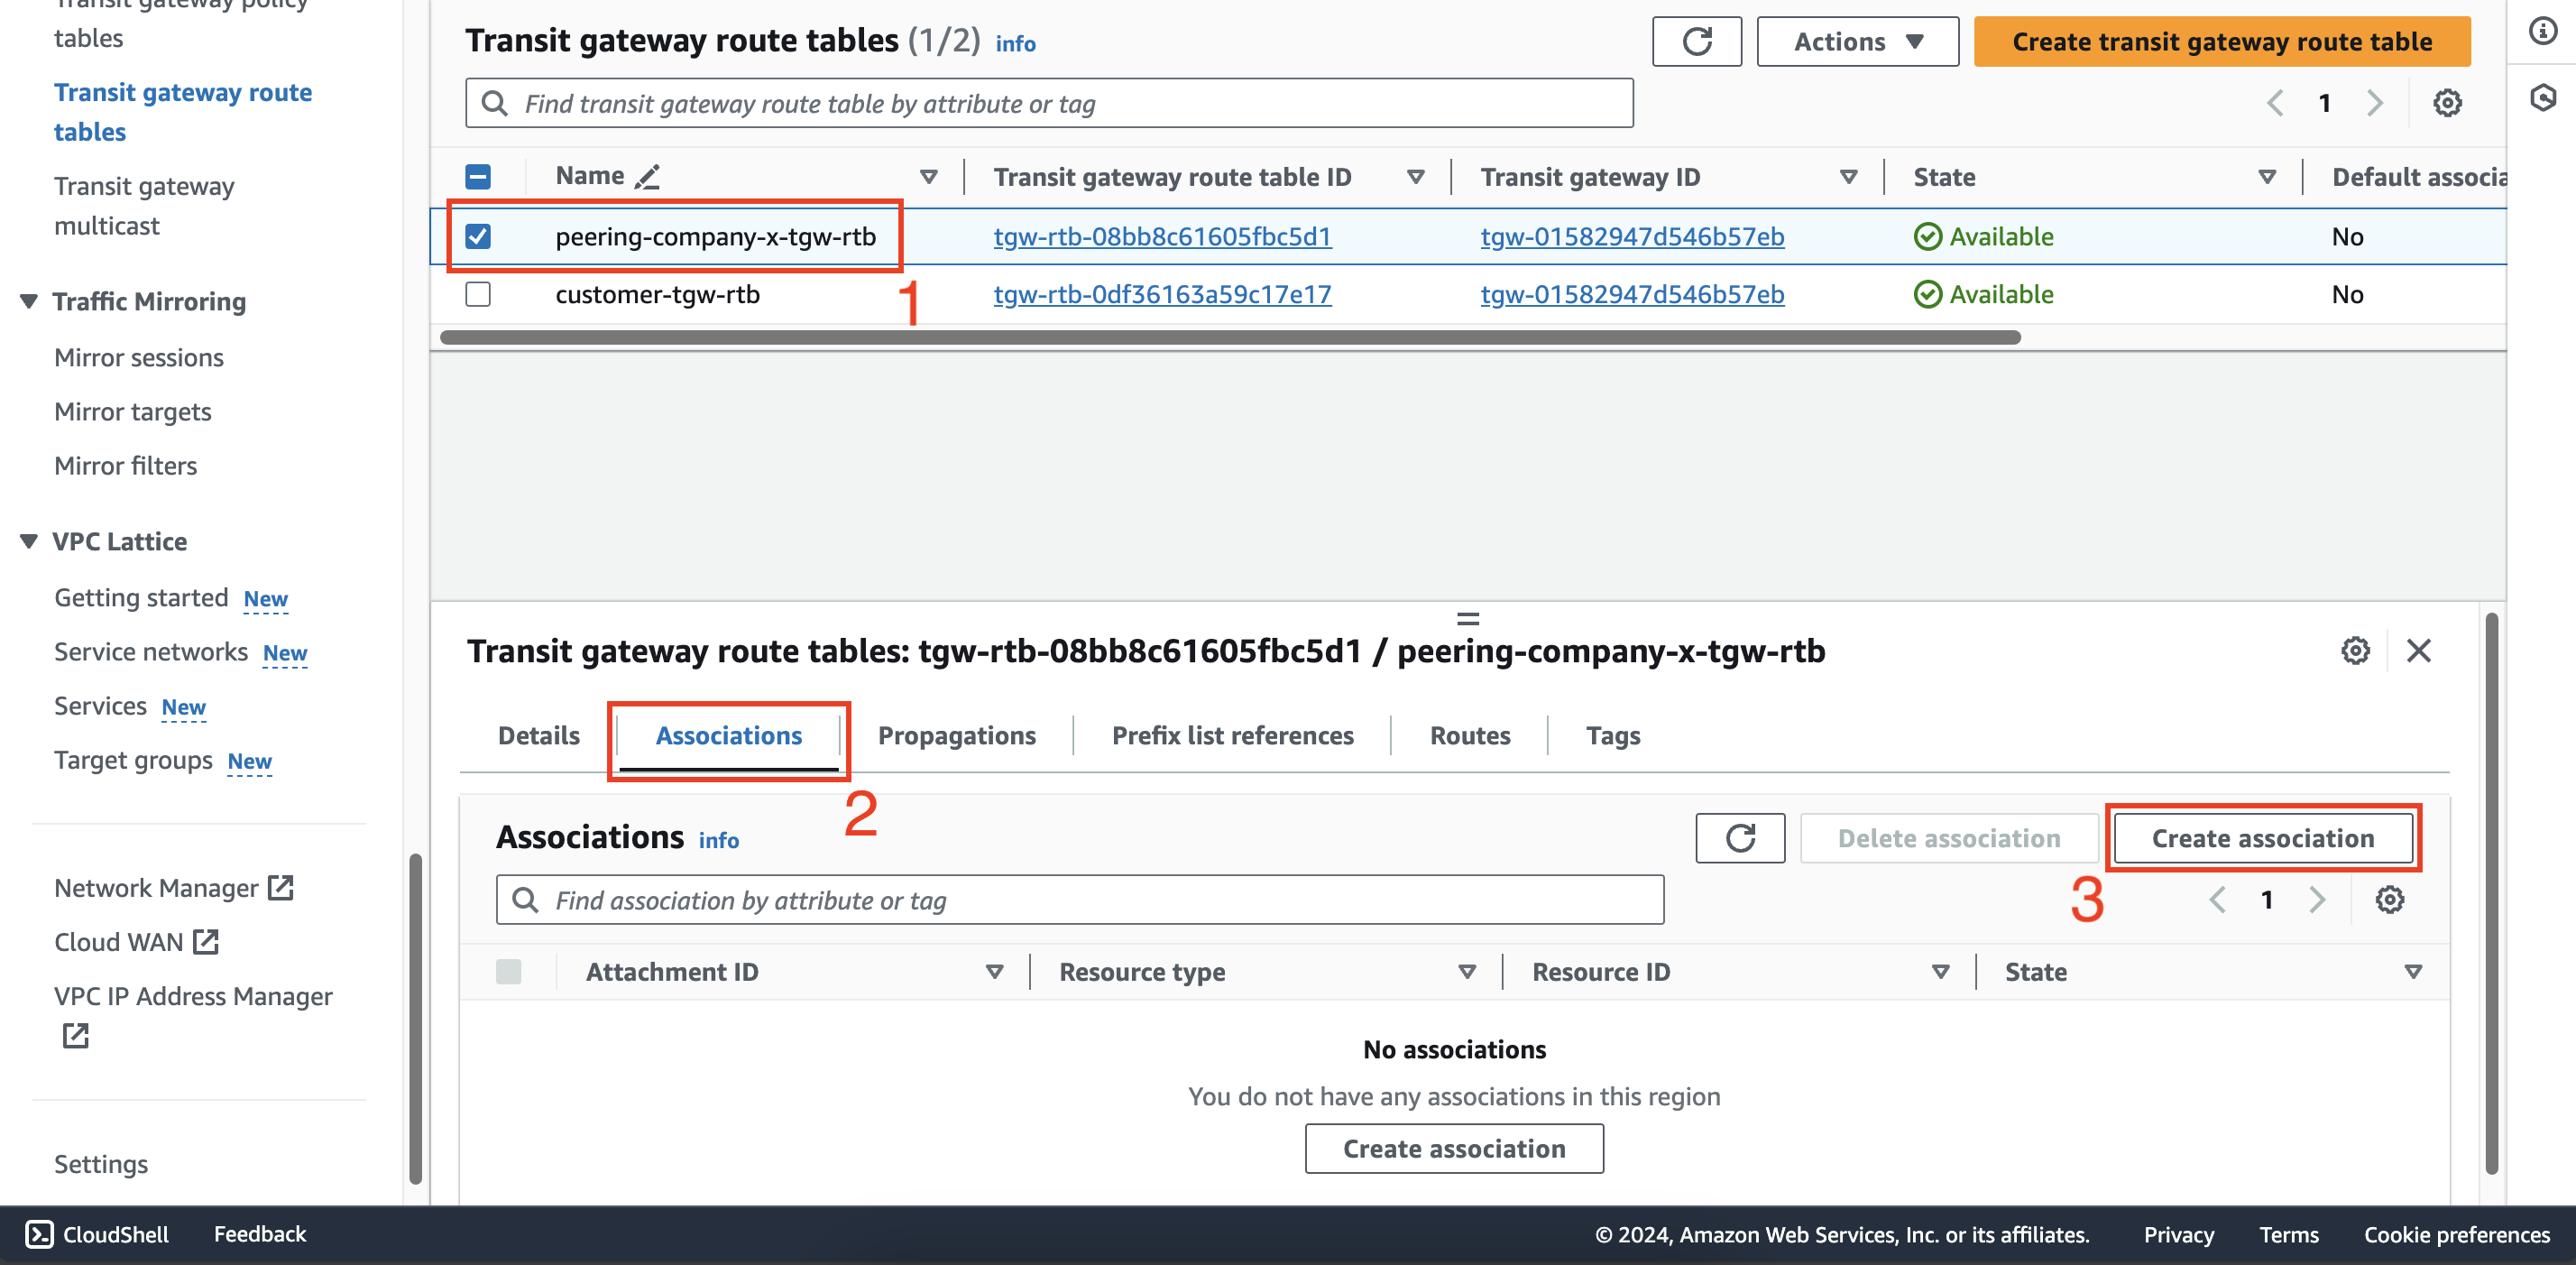 Transit gateway policy
tables
Transit gateway route
tables
Transit gateway
multicast
Traffic Mirroring
Mirror sessions
Mirror targets
Mirror filters
VPC Lattice
Getting started New
Service networks New
Services New
Target groups New
Network Manager
Cloud WAN
VPC IP Address Manager
Settings
Transit gateway route tables (1/2) info
Actions
Create transit gateway route table
Find transit gateway route table by attribute or tag
1
Name Transit gateway route table ID Transit gateway ID State Default associa
peering-company-x-tgw-rtb tgw-rtb-08bb8c61605fbc5d1 tgw-01582947d546b57eb Available No
1
customer-tgw-rtb tgw-rtb-0df36163a59c17e17 tgw-01582947d546b57eb Available No
Transit gateway route tables: tgw-rtb-08bb8c61605fbc5d1 / peering-company-x-tgw-rtb
Details Associations Propagations Prefix list references Routes Tags
2
Associations info
Delete association Create association
3
Find association by attribute or tag
1
Attachment ID Resource type Resource ID State
No associations
You do not have any associations in this region
Create association
CloudShell Feedback © 2024, Amazon Web Services, Inc. or its affiliates. Privacy Terms Cookie preferences